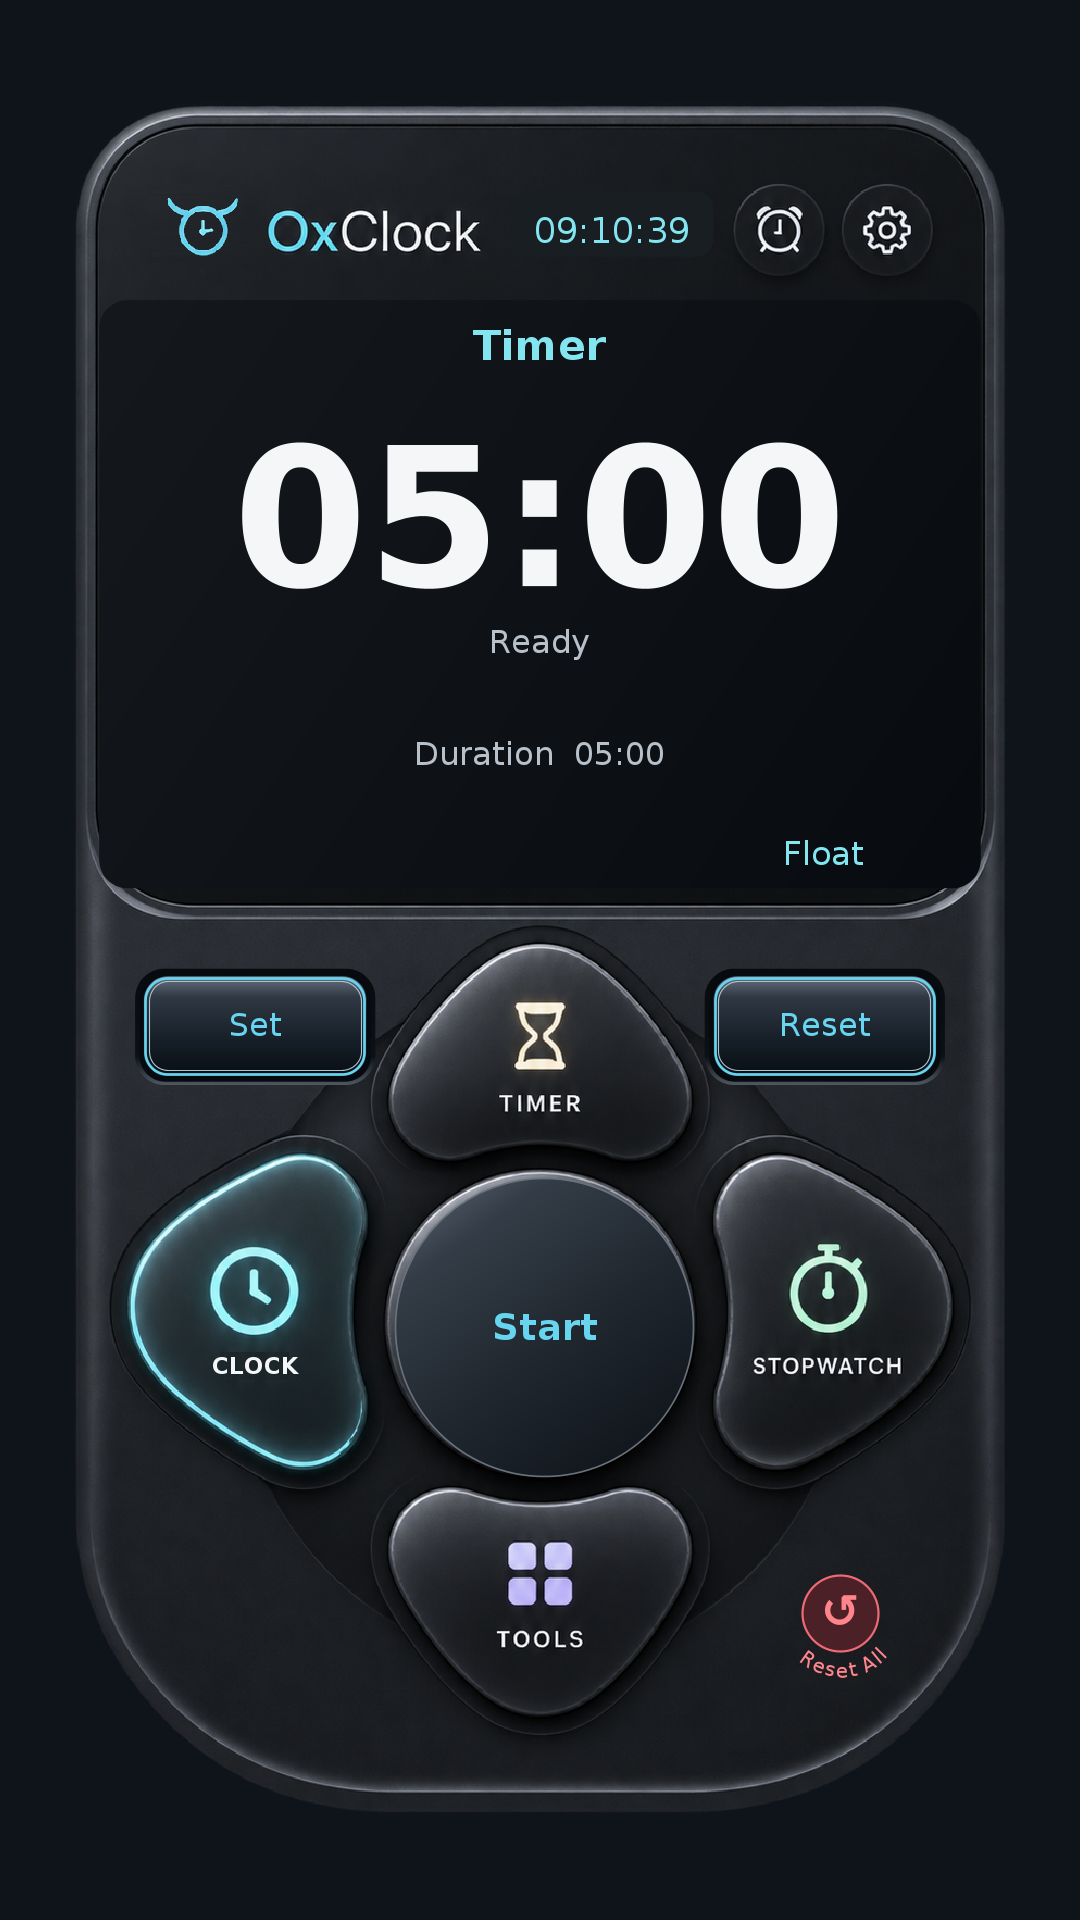 OxClock 09:10:39
Timer
05:00
Ready
Duration 05:00
Float
Set
Reset
TIMER
CLOCK
Start
STOPWATCH
TOOLS
Reset All